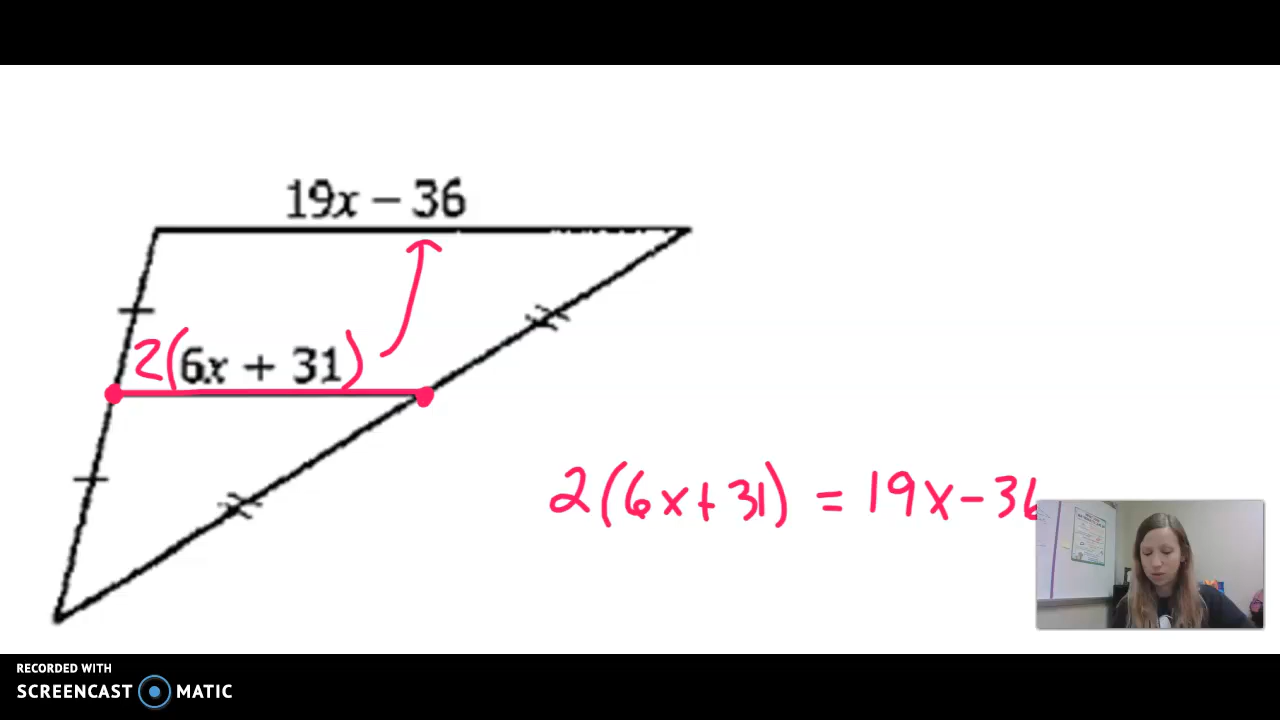 19x − 36
2(6x + 31)
2(6x+31) = 19x−36
RECORDED WITH
SCREENCAST MATIC